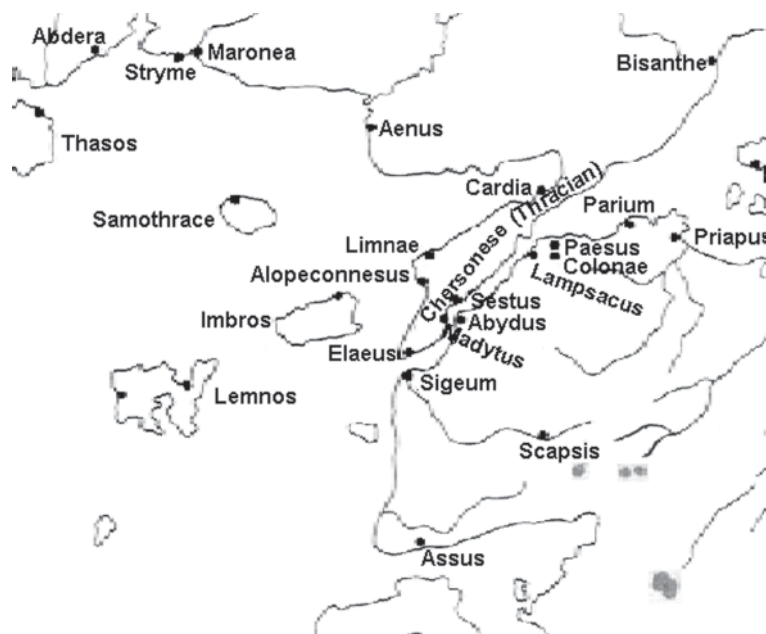 Abdera
Maronea
Stryme
Bisanthe
Aenus
Thasos
Cardia
Chersonese (Thracian)
Samothrace
Parium
Priapus
Limnae
Paesus
Colonae
Lampsacus
Alopeconnesus
Sestus
Imbros
Abydus
Madytus
Elaeus
Sigeum
Lemnos
Scapsis
Assus